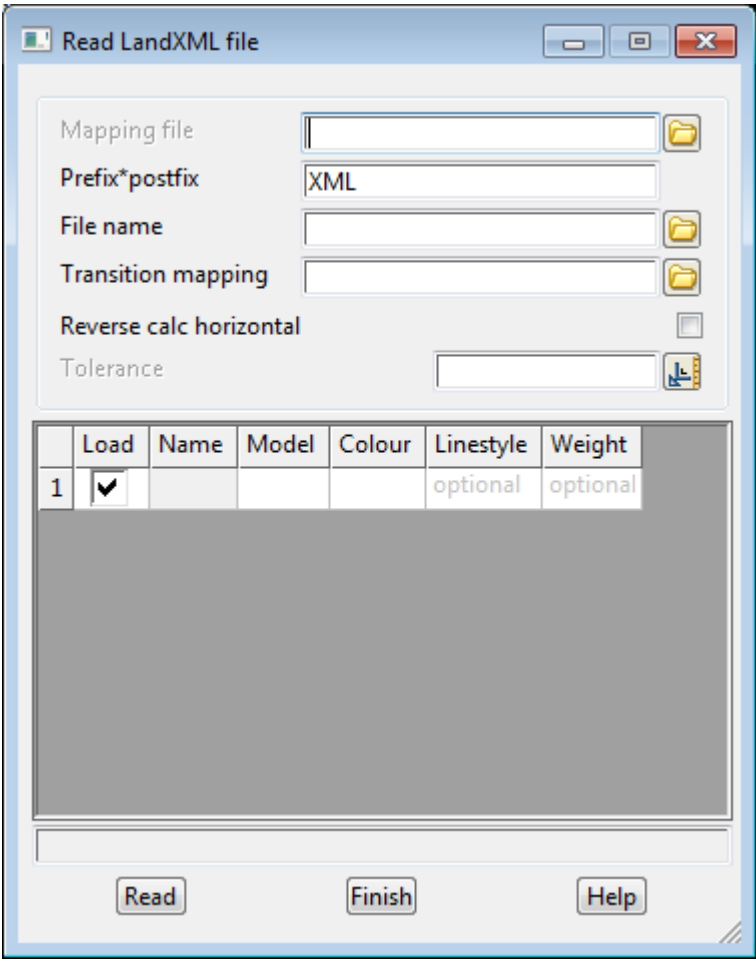 Read LandXML file
Mapping file
Prefix*postfix XML
File name
Transition mapping
Reverse calc horizontal
Tolerance
Load Name Model Colour Linestyle Weight
1 optional optional
Read Finish Help